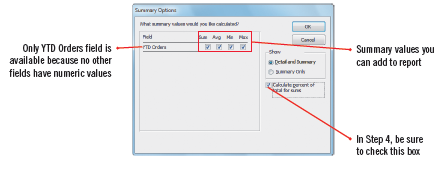 Summary Options
What summary values would you like calculated?
OK
Cancel
Field
Sum Avg Min Max
YTD Orders
Show
Detail and Summary
Summary Only
Calculate percent of
total for sums
Only YTD Orders field is
available because no other
fields have numeric values
Summary values you
can add to report
In Step 4, be sure
to check this box